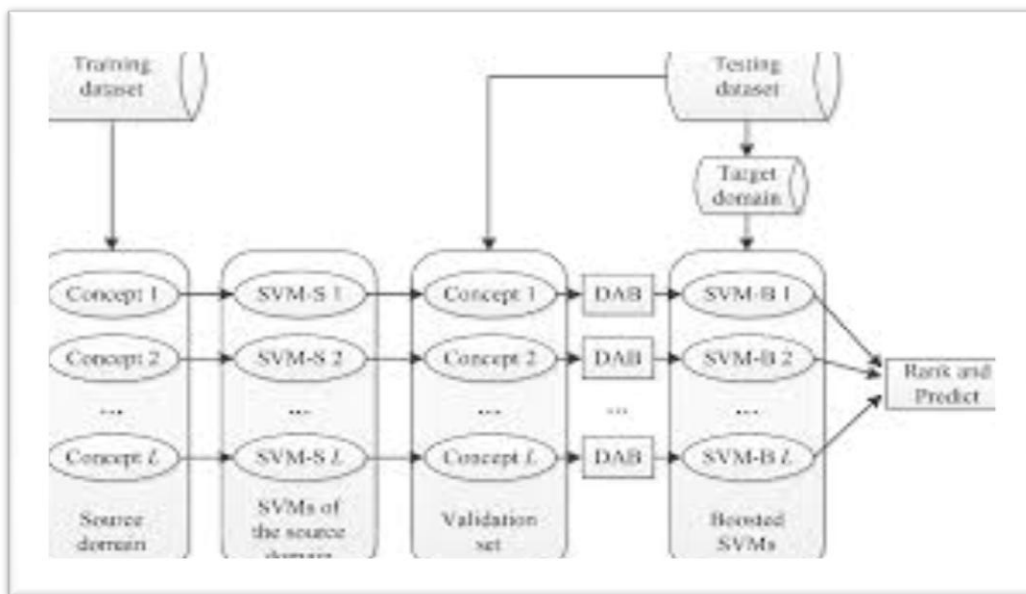 Training
dataset
Testing
dataset
Target
domain
Concept 1
SVM-S 1
Concept 1
DAB
SVM-B 1
Concept 2
SVM-S 2
Concept 2
DAB
SVM-B 2
Rank and
Predict
...
...
...
...
...
Concept L
SVM-S L
Concept L
DAB
SVM-B L
Source
domain
SVMs of
the source
domain
Validation
set
Boosted
SVMs